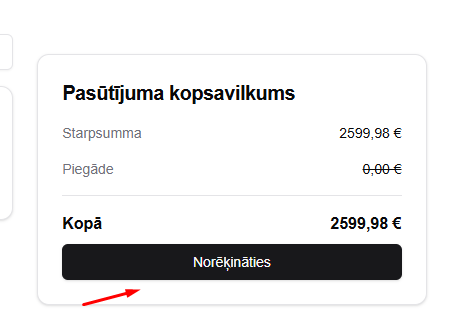 Pasūtījuma kopsavilkums
Starpsumma 2599,98 €
Piegāde 0,00 €
Kopā 2599,98 €
Norēķināties